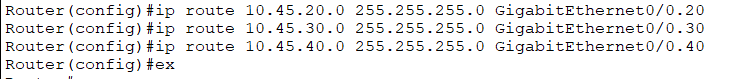 Router(config)#ip route 10.45.20.0 255.255.255.0 GigabitEthernet0/0.20
Router(config)#ip route 10.45.30.0 255.255.255.0 GigabitEthernet0/0.30
Router(config)#ip route 10.45.40.0 255.255.255.0 GigabitEthernet0/0.40
Router(config)#ex
Router#